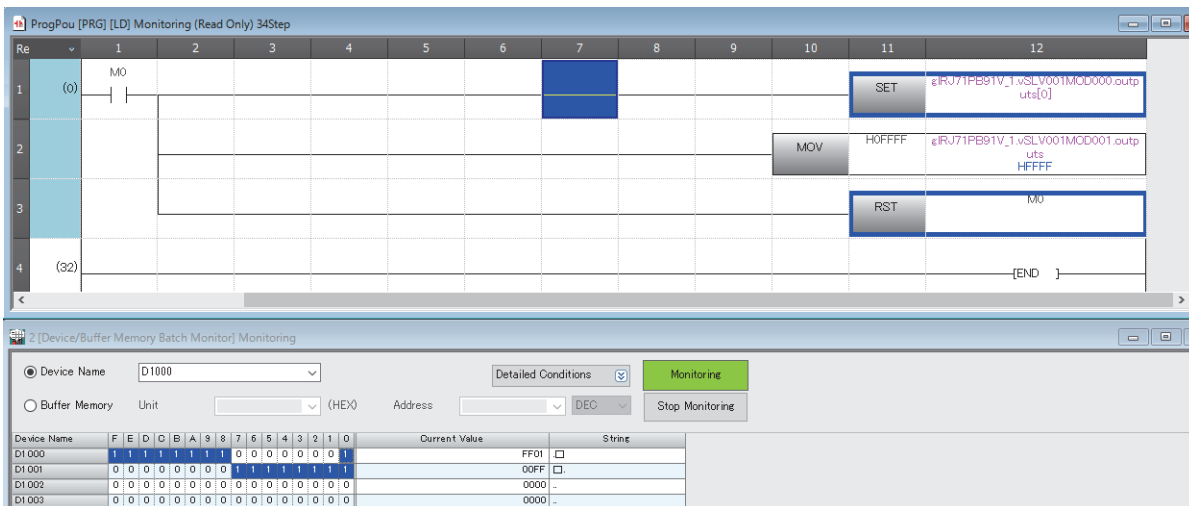 ProgPou [PRG] [LD] Monitoring (Read Only) 34Step
Re 1 2 3 4 5 6 7 8 9 10 11 12
1 (0) M0 SET glRJ71PB91V_1.vSLV001MOD000.outp
uts[0]
2 MOV H0FFFF glRJ71PB91V_1.vSLV001MOD001.outp
uts
HFFFF
3 RST M0
4 (32) [END ]
2 [Device/Buffer Memory Batch Monitor] Monitoring
Device Name D1000 Detailed Conditions Monitoring
Buffer Memory Unit (HEX) Address DEC Stop Monitoring
Device Name F E D C B A 9 8 7 6 5 4 3 2 1 0 Current Value String
D1000 1 1 1 1 1 1 1 1 0 0 0 0 0 0 0 1 FF01 .□
D1001 0 0 0 0 0 0 0 0 1 1 1 1 1 1 1 1 00FF □.
D1002 0 0 0 0 0 0 0 0 0 0 0 0 0 0 0 0 0000 ..
D1003 0 0 0 0 0 0 0 0 0 0 0 0 0 0 0 0 0000 ..